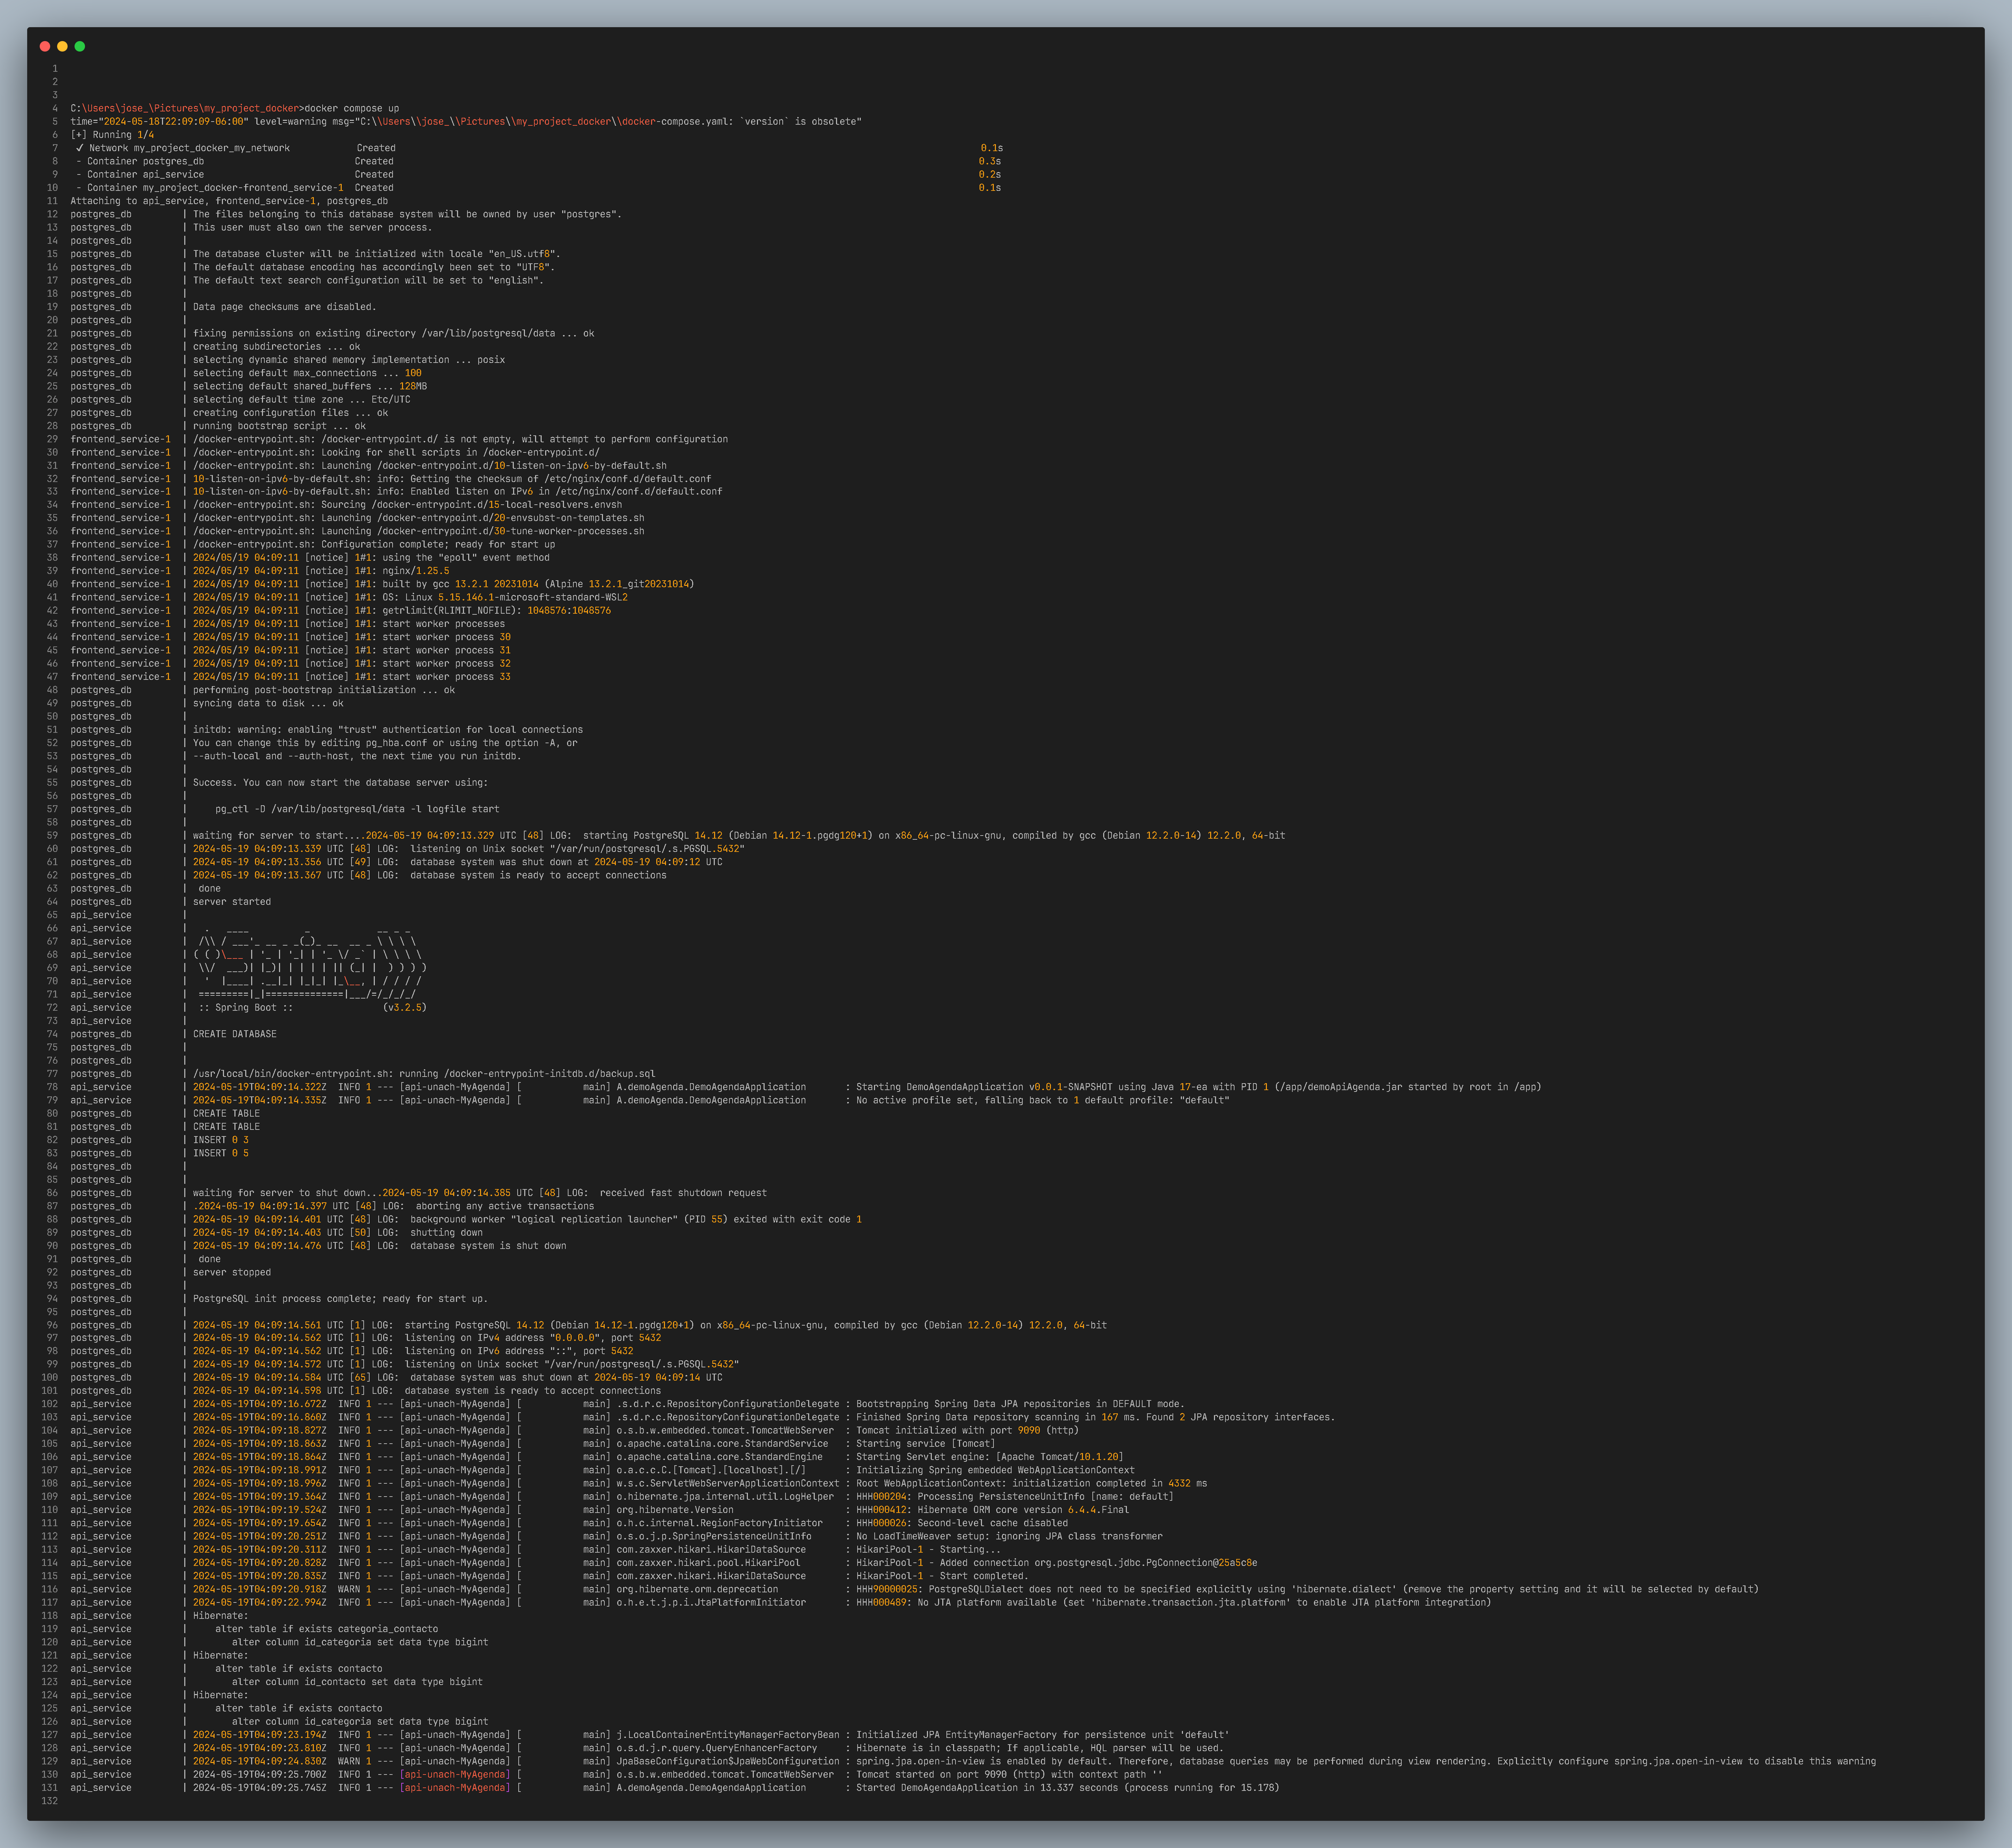 1
2
3
4 C:\Users\jose_\Pictures\my_project_docker>docker compose up
5 time="2024-05-18T22:09:09-06:00" level=warning msg="C:\\Users\\jose_\\Pictures\\my_project_docker\\docker-compose.yaml: `version` is obsolete"
6 [+] Running 1/4
7  ✓ Network my_project_docker_my_network            Created                                                                                                         0.1s
8  - Container postgres_db                           Created                                                                                                         0.3s
9  - Container api_service                           Created                                                                                                         0.2s
10  - Container my_project_docker-frontend_service-1  Created                                                                                                         0.1s
11 Attaching to api_service, frontend_service-1, postgres_db
12 postgres_db         | The files belonging to this database system will be owned by user "postgres".
13 postgres_db         | This user must also own the server process.
14 postgres_db         |
15 postgres_db         | The database cluster will be initialized with locale "en_US.utf8".
16 postgres_db         | The default database encoding has accordingly been set to "UTF8".
17 postgres_db         | The default text search configuration will be set to "english".
18 postgres_db         |
19 postgres_db         | Data page checksums are disabled.
20 postgres_db         |
21 postgres_db         | fixing permissions on existing directory /var/lib/postgresql/data ... ok
22 postgres_db         | creating subdirectories ... ok
23 postgres_db         | selecting dynamic shared memory implementation ... posix
24 postgres_db         | selecting default max_connections ... 100
25 postgres_db         | selecting default shared_buffers ... 128MB
26 postgres_db         | selecting default time zone ... Etc/UTC
27 postgres_db         | creating configuration files ... ok
28 postgres_db         | running bootstrap script ... ok
29 frontend_service-1  | /docker-entrypoint.sh: /docker-entrypoint.d/ is not empty, will attempt to perform configuration
30 frontend_service-1  | /docker-entrypoint.sh: Looking for shell scripts in /docker-entrypoint.d/
31 frontend_service-1  | /docker-entrypoint.sh: Launching /docker-entrypoint.d/10-listen-on-ipv6-by-default.sh
32 frontend_service-1  | 10-listen-on-ipv6-by-default.sh: info: Getting the checksum of /etc/nginx/conf.d/default.conf
33 frontend_service-1  | 10-listen-on-ipv6-by-default.sh: info: Enabled listen on IPv6 in /etc/nginx/conf.d/default.conf
34 frontend_service-1  | /docker-entrypoint.sh: Sourcing /docker-entrypoint.d/15-local-resolvers.envsh
35 frontend_service-1  | /docker-entrypoint.sh: Launching /docker-entrypoint.d/20-envsubst-on-templates.sh
36 frontend_service-1  | /docker-entrypoint.sh: Launching /docker-entrypoint.d/30-tune-worker-processes.sh
37 frontend_service-1  | /docker-entrypoint.sh: Configuration complete; ready for start up
38 frontend_service-1  | 2024/05/19 04:09:11 [notice] 1#1: using the "epoll" event method
39 frontend_service-1  | 2024/05/19 04:09:11 [notice] 1#1: nginx/1.25.5
40 frontend_service-1  | 2024/05/19 04:09:11 [notice] 1#1: built by gcc 13.2.1 20231014 (Alpine 13.2.1_git20231014)
41 frontend_service-1  | 2024/05/19 04:09:11 [notice] 1#1: OS: Linux 5.15.146.1-microsoft-standard-WSL2
42 frontend_service-1  | 2024/05/19 04:09:11 [notice] 1#1: getrlimit(RLIMIT_NOFILE): 1048576:1048576
43 frontend_service-1  | 2024/05/19 04:09:11 [notice] 1#1: start worker processes
44 frontend_service-1  | 2024/05/19 04:09:11 [notice] 1#1: start worker process 30
45 frontend_service-1  | 2024/05/19 04:09:11 [notice] 1#1: start worker process 31
46 frontend_service-1  | 2024/05/19 04:09:11 [notice] 1#1: start worker process 32
47 frontend_service-1  | 2024/05/19 04:09:11 [notice] 1#1: start worker process 33
48 postgres_db         | performing post-bootstrap initialization ... ok
49 postgres_db         | syncing data to disk ... ok
50 postgres_db         |
51 postgres_db         | initdb: warning: enabling "trust" authentication for local connections
52 postgres_db         | You can change this by editing pg_hba.conf or using the option -A, or
53 postgres_db         | --auth-local and --auth-host, the next time you run initdb.
54 postgres_db         |
55 postgres_db         | Success. You can now start the database server using:
56 postgres_db         |
57 postgres_db         |     pg_ctl -D /var/lib/postgresql/data -l logfile start
58 postgres_db         |
59 postgres_db         | waiting for server to start....2024-05-19 04:09:13.329 UTC [48] LOG:  starting PostgreSQL 14.12 (Debian 14.12-1.pgdg120+1) on x86_64-pc-linux-gnu, compiled by gcc (Debian 12.2.0-14) 12.2.0, 64-bit
60 postgres_db         | 2024-05-19 04:09:13.339 UTC [48] LOG:  listening on Unix socket "/var/run/postgresql/.s.PGSQL.5432"
61 postgres_db         | 2024-05-19 04:09:13.356 UTC [49] LOG:  database system was shut down at 2024-05-19 04:09:12 UTC
62 postgres_db         | 2024-05-19 04:09:13.367 UTC [48] LOG:  database system is ready to accept connections
63 postgres_db         |  done
64 postgres_db         | server started
65 api_service         |
66 api_service         |   .   ____          _            __ _ _
67 api_service         |  /\\ / ___'_ __ _ _(_)_ __  __ _ \ \ \ \
68 api_service         | ( ( )\___ | '_ | '_| | '_ \/ _` | \ \ \ \
69 api_service         |  \\/  ___)| |_)| | | | | || (_| |  ) ) ) )
70 api_service         |   '  |____| .__|_| |_|_| |_\__, | / / / /
71 api_service         |  =========|_|==============|___/=/_/_/_/
72 api_service         |  :: Spring Boot ::                (v3.2.5)
73 api_service         |
74 postgres_db         | CREATE DATABASE
75 postgres_db         |
76 postgres_db         |
77 postgres_db         | /usr/local/bin/docker-entrypoint.sh: running /docker-entrypoint-initdb.d/backup.sql
78 api_service         | 2024-05-19T04:09:14.322Z  INFO 1 --- [api-unach-MyAgenda] [           main] A.demoAgenda.DemoAgendaApplication       : Starting DemoAgendaApplication v0.0.1-SNAPSHOT using Java 17-ea with PID 1 (/app/demoApiAgenda.jar started by root in /app)
79 api_service         | 2024-05-19T04:09:14.335Z  INFO 1 --- [api-unach-MyAgenda] [           main] A.demoAgenda.DemoAgendaApplication       : No active profile set, falling back to 1 default profile: "default"
80 postgres_db         | CREATE TABLE
81 postgres_db         | CREATE TABLE
82 postgres_db         | INSERT 0 3
83 postgres_db         | INSERT 0 5
84 postgres_db         |
85 postgres_db         |
86 postgres_db         | waiting for server to shut down...2024-05-19 04:09:14.385 UTC [48] LOG:  received fast shutdown request
87 postgres_db         | .2024-05-19 04:09:14.397 UTC [48] LOG:  aborting any active transactions
88 postgres_db         | 2024-05-19 04:09:14.401 UTC [48] LOG:  background worker "logical replication launcher" (PID 55) exited with exit code 1
89 postgres_db         | 2024-05-19 04:09:14.403 UTC [50] LOG:  shutting down
90 postgres_db         | 2024-05-19 04:09:14.476 UTC [48] LOG:  database system is shut down
91 postgres_db         |  done
92 postgres_db         | server stopped
93 postgres_db         |
94 postgres_db         | PostgreSQL init process complete; ready for start up.
95 postgres_db         |
96 postgres_db         | 2024-05-19 04:09:14.561 UTC [1] LOG:  starting PostgreSQL 14.12 (Debian 14.12-1.pgdg120+1) on x86_64-pc-linux-gnu, compiled by gcc (Debian 12.2.0-14) 12.2.0, 64-bit
97 postgres_db         | 2024-05-19 04:09:14.562 UTC [1] LOG:  listening on IPv4 address "0.0.0.0", port 5432
98 postgres_db         | 2024-05-19 04:09:14.562 UTC [1] LOG:  listening on IPv6 address "::", port 5432
99 postgres_db         | 2024-05-19 04:09:14.572 UTC [1] LOG:  listening on Unix socket "/var/run/postgresql/.s.PGSQL.5432"
100 postgres_db         | 2024-05-19 04:09:14.584 UTC [65] LOG:  database system was shut down at 2024-05-19 04:09:14 UTC
101 postgres_db         | 2024-05-19 04:09:14.598 UTC [1] LOG:  database system is ready to accept connections
102 api_service         | 2024-05-19T04:09:16.672Z  INFO 1 --- [api-unach-MyAgenda] [           main] .s.d.r.c.RepositoryConfigurationDelegate : Bootstrapping Spring Data JPA repositories in DEFAULT mode.
103 api_service         | 2024-05-19T04:09:16.860Z  INFO 1 --- [api-unach-MyAgenda] [           main] .s.d.r.c.RepositoryConfigurationDelegate : Finished Spring Data repository scanning in 167 ms. Found 2 JPA repository interfaces.
104 api_service         | 2024-05-19T04:09:18.827Z  INFO 1 --- [api-unach-MyAgenda] [           main] o.s.b.w.embedded.tomcat.TomcatWebServer  : Tomcat initialized with port 9090 (http)
105 api_service         | 2024-05-19T04:09:18.863Z  INFO 1 --- [api-unach-MyAgenda] [           main] o.apache.catalina.core.StandardService   : Starting service [Tomcat]
106 api_service         | 2024-05-19T04:09:18.864Z  INFO 1 --- [api-unach-MyAgenda] [           main] o.apache.catalina.core.StandardEngine    : Starting Servlet engine: [Apache Tomcat/10.1.20]
107 api_service         | 2024-05-19T04:09:18.991Z  INFO 1 --- [api-unach-MyAgenda] [           main] o.a.c.c.C.[Tomcat].[localhost].[/]       : Initializing Spring embedded WebApplicationContext
108 api_service         | 2024-05-19T04:09:18.996Z  INFO 1 --- [api-unach-MyAgenda] [           main] w.s.c.ServletWebServerApplicationContext : Root WebApplicationContext: initialization completed in 4332 ms
109 api_service         | 2024-05-19T04:09:19.364Z  INFO 1 --- [api-unach-MyAgenda] [           main] o.hibernate.jpa.internal.util.LogHelper  : HHH000204: Processing PersistenceUnitInfo [name: default]
110 api_service         | 2024-05-19T04:09:19.524Z  INFO 1 --- [api-unach-MyAgenda] [           main] org.hibernate.Version                    : HHH000412: Hibernate ORM core version 6.4.4.Final
111 api_service         | 2024-05-19T04:09:19.654Z  INFO 1 --- [api-unach-MyAgenda] [           main] o.h.c.internal.RegionFactoryInitiator    : HHH000026: Second-level cache disabled
112 api_service         | 2024-05-19T04:09:20.251Z  INFO 1 --- [api-unach-MyAgenda] [           main] o.s.o.j.p.SpringPersistenceUnitInfo      : No LoadTimeWeaver setup: ignoring JPA class transformer
113 api_service         | 2024-05-19T04:09:20.311Z  INFO 1 --- [api-unach-MyAgenda] [           main] com.zaxxer.hikari.HikariDataSource       : HikariPool-1 - Starting...
114 api_service         | 2024-05-19T04:09:20.828Z  INFO 1 --- [api-unach-MyAgenda] [           main] com.zaxxer.hikari.pool.HikariPool        : HikariPool-1 - Added connection org.postgresql.jdbc.PgConnection@25a5c8e
115 api_service         | 2024-05-19T04:09:20.835Z  INFO 1 --- [api-unach-MyAgenda] [           main] com.zaxxer.hikari.HikariDataSource       : HikariPool-1 - Start completed.
116 api_service         | 2024-05-19T04:09:20.918Z  WARN 1 --- [api-unach-MyAgenda] [           main] org.hibernate.orm.deprecation            : HHH90000025: PostgreSQLDialect does not need to be specified explicitly using 'hibernate.dialect' (remove the property setting and it will be selected by default)
117 api_service         | 2024-05-19T04:09:22.994Z  INFO 1 --- [api-unach-MyAgenda] [           main] o.h.e.t.j.p.i.JtaPlatformInitiator       : HHH000489: No JTA platform available (set 'hibernate.transaction.jta.platform' to enable JTA platform integration)
118 api_service         | Hibernate:
119 api_service         |     alter table if exists categoria_contacto
120 api_service         |        alter column id_categoria set data type bigint
121 api_service         | Hibernate:
122 api_service         |     alter table if exists contacto
123 api_service         |        alter column id_contacto set data type bigint
124 api_service         | Hibernate:
125 api_service         |     alter table if exists contacto
126 api_service         |        alter column id_categoria set data type bigint
127 api_service         | 2024-05-19T04:09:23.194Z  INFO 1 --- [api-unach-MyAgenda] [           main] j.LocalContainerEntityManagerFactoryBean : Initialized JPA EntityManagerFactory for persistence unit 'default'
128 api_service         | 2024-05-19T04:09:23.810Z  INFO 1 --- [api-unach-MyAgenda] [           main] o.s.d.j.r.query.QueryEnhancerFactory     : Hibernate is in classpath; If applicable, HQL parser will be used.
129 api_service         | 2024-05-19T04:09:24.830Z  WARN 1 --- [api-unach-MyAgenda] [           main] JpaBaseConfiguration$JpaWebConfiguration : spring.jpa.open-in-view is enabled by default. Therefore, database queries may be performed during view rendering. Explicitly configure spring.jpa.open-in-view to disable this warning
130 api_service         | 2024-05-19T04:09:25.700Z  INFO 1 --- [api-unach-MyAgenda] [           main] o.s.b.w.embedded.tomcat.TomcatWebServer  : Tomcat started on port 9090 (http) with context path ''
131 api_service         | 2024-05-19T04:09:25.745Z  INFO 1 --- [api-unach-MyAgenda] [           main] A.demoAgenda.DemoAgendaApplication       : Started DemoAgendaApplication in 13.337 seconds (process running for 15.178)
132